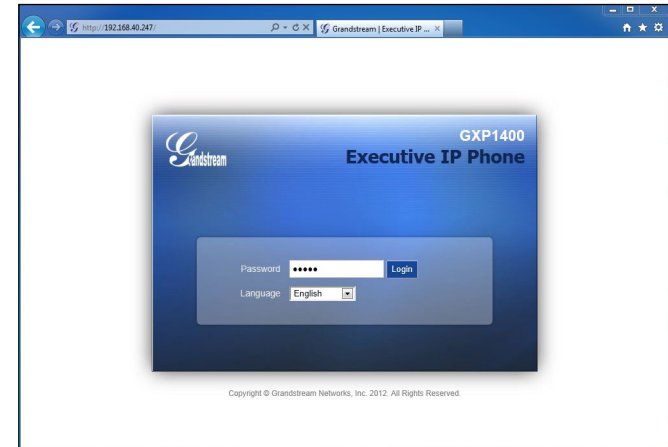 http://192.168.40.247/
Grandstream | Executive IP ...
Grandstream
GXP1400
Executive IP Phone
Password •••••
Login
Language English
Copyright © Grandstream Networks, Inc. 2012. All Rights Reserved.